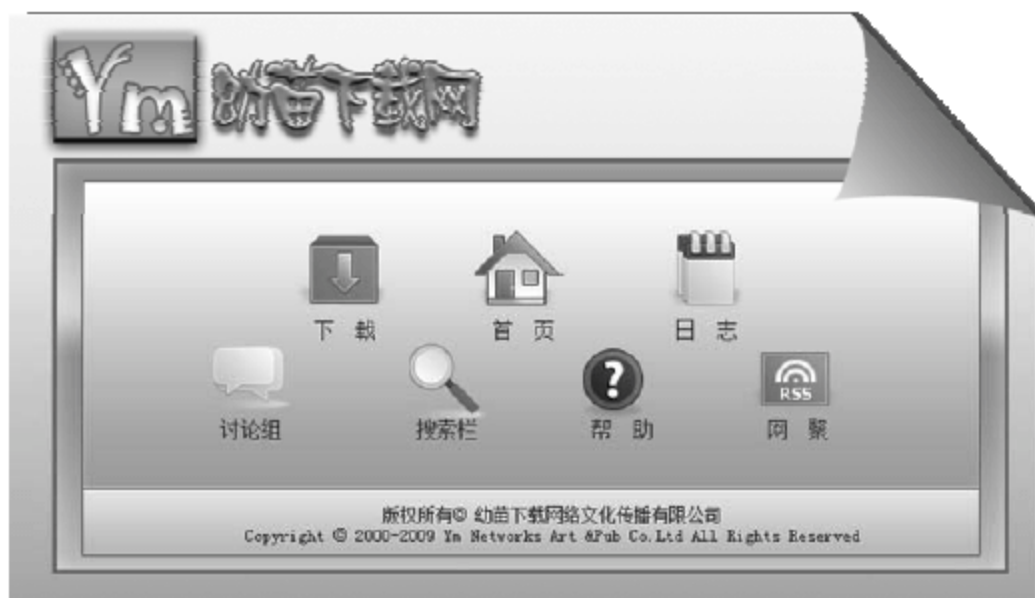 Ym 幼苗下载网
下 载 首 页 日 志
RSS
讨论组 搜索栏 帮 助 网 聚
版权所有© 幼苗下载网络文化传播有限公司
Copyright © 2000-2009 Ym Networks Art &Pub Co.Ltd All Rights Reserved